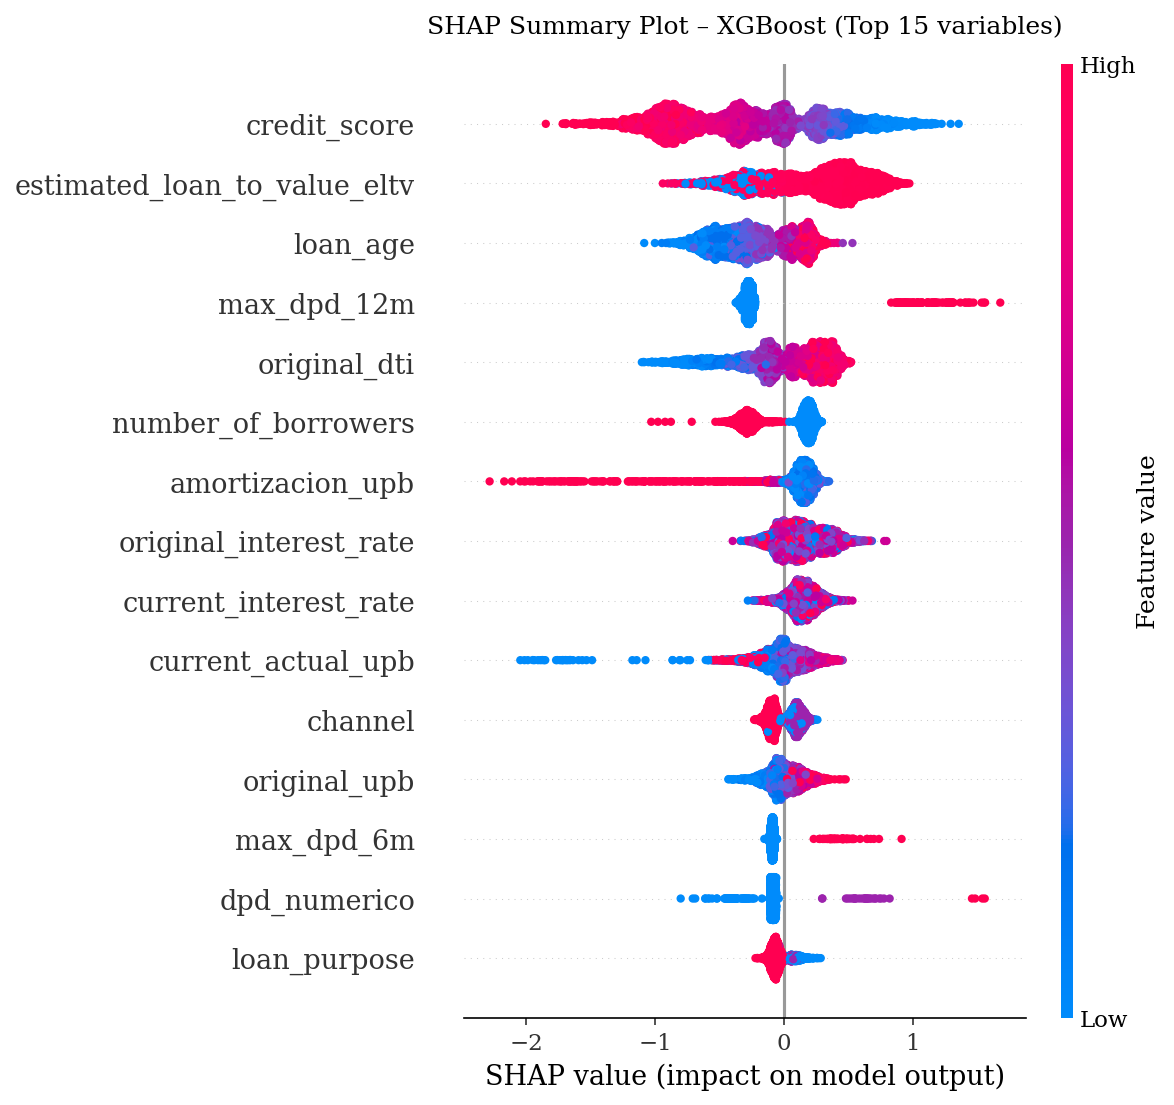 SHAP Summary Plot – XGBoost (Top 15 variables)
High
credit_score
estimated_loan_to_value_eltv
loan_age
max_dpd_12m
original_dti
number_of_borrowers
amortizacion_upb
original_interest_rate
current_interest_rate
current_actual_upb
channel
original_upb
max_dpd_6m
dpd_numerico
loan_purpose
Feature value
Low
−2 −1 0 1
SHAP value (impact on model output)